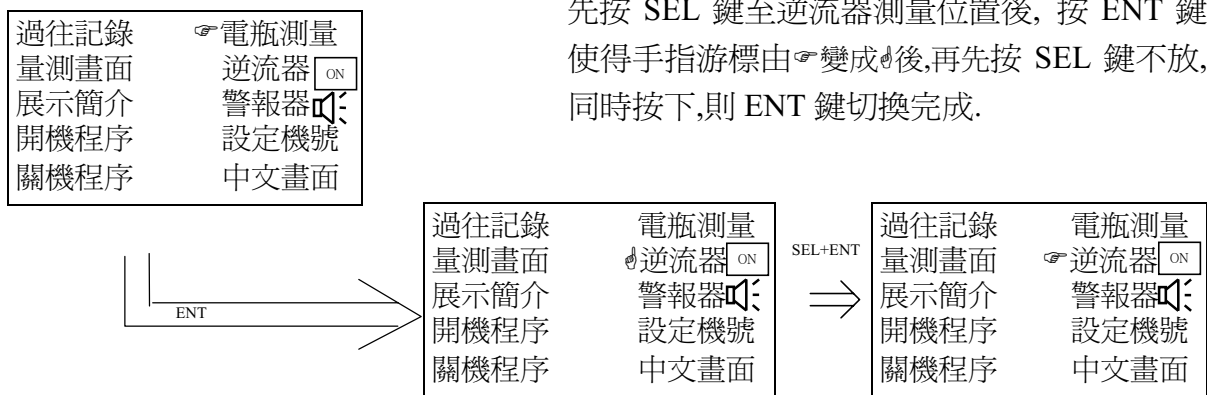 過往記錄 ☞電瓶測量
量測畫面 逆流器 ON
展示簡介 警報器
開機程序 設定機號
關機程序 中文畫面
先按 SEL 鍵至逆流器測量位置後, 按 ENT 鍵
使得手指游標由☞變成☝後,再先按 SEL 鍵不放,
同時按下,則 ENT 鍵切換完成.
ENT
過往記錄 電瓶測量
量測畫面 ☝逆流器 ON
展示簡介 警報器
開機程序 設定機號
關機程序 中文畫面
SEL+ENT
過往記錄 電瓶測量
量測畫面 ☞逆流器 ON
展示簡介 警報器
開機程序 設定機號
關機程序 中文畫面